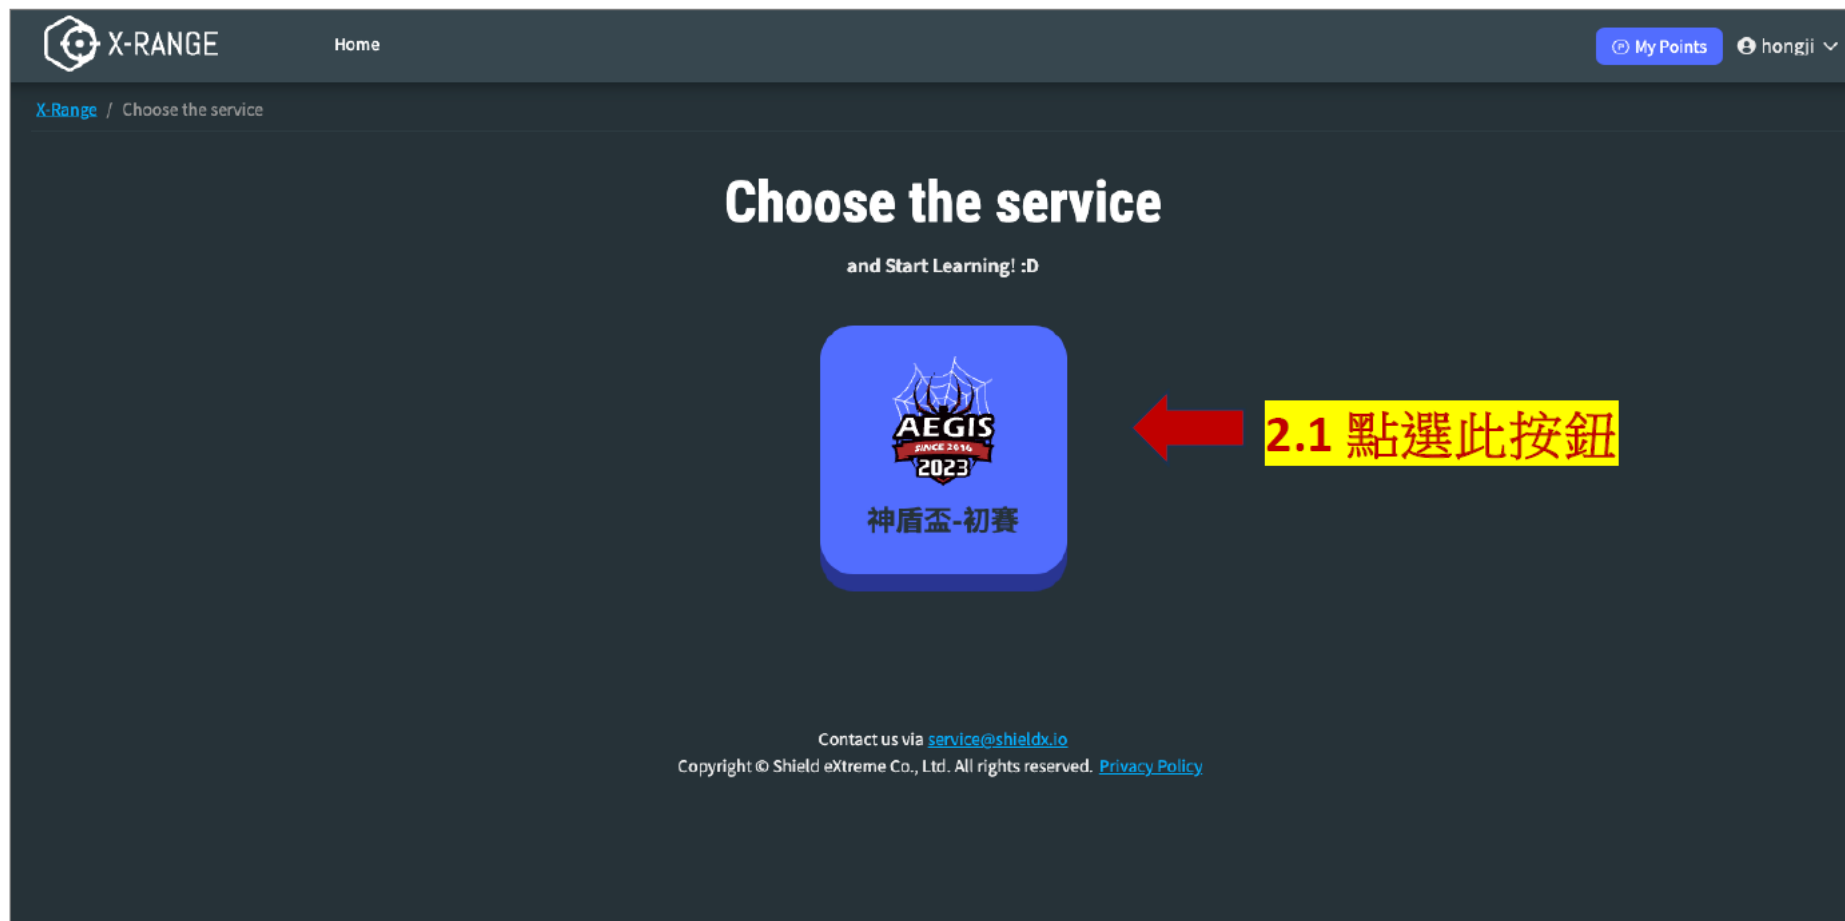 X-RANGE
Home
My Points
hongji
X-Range / Choose the service
Choose the service
and Start Learning! :D
AEGIS
SINCE 2016
2023
神盾盃-初賽
2.1 點選此按鈕
Contact us via service@shieldx.io
Copyright © Shield eXtreme Co., Ltd. All rights reserved. Privacy Policy